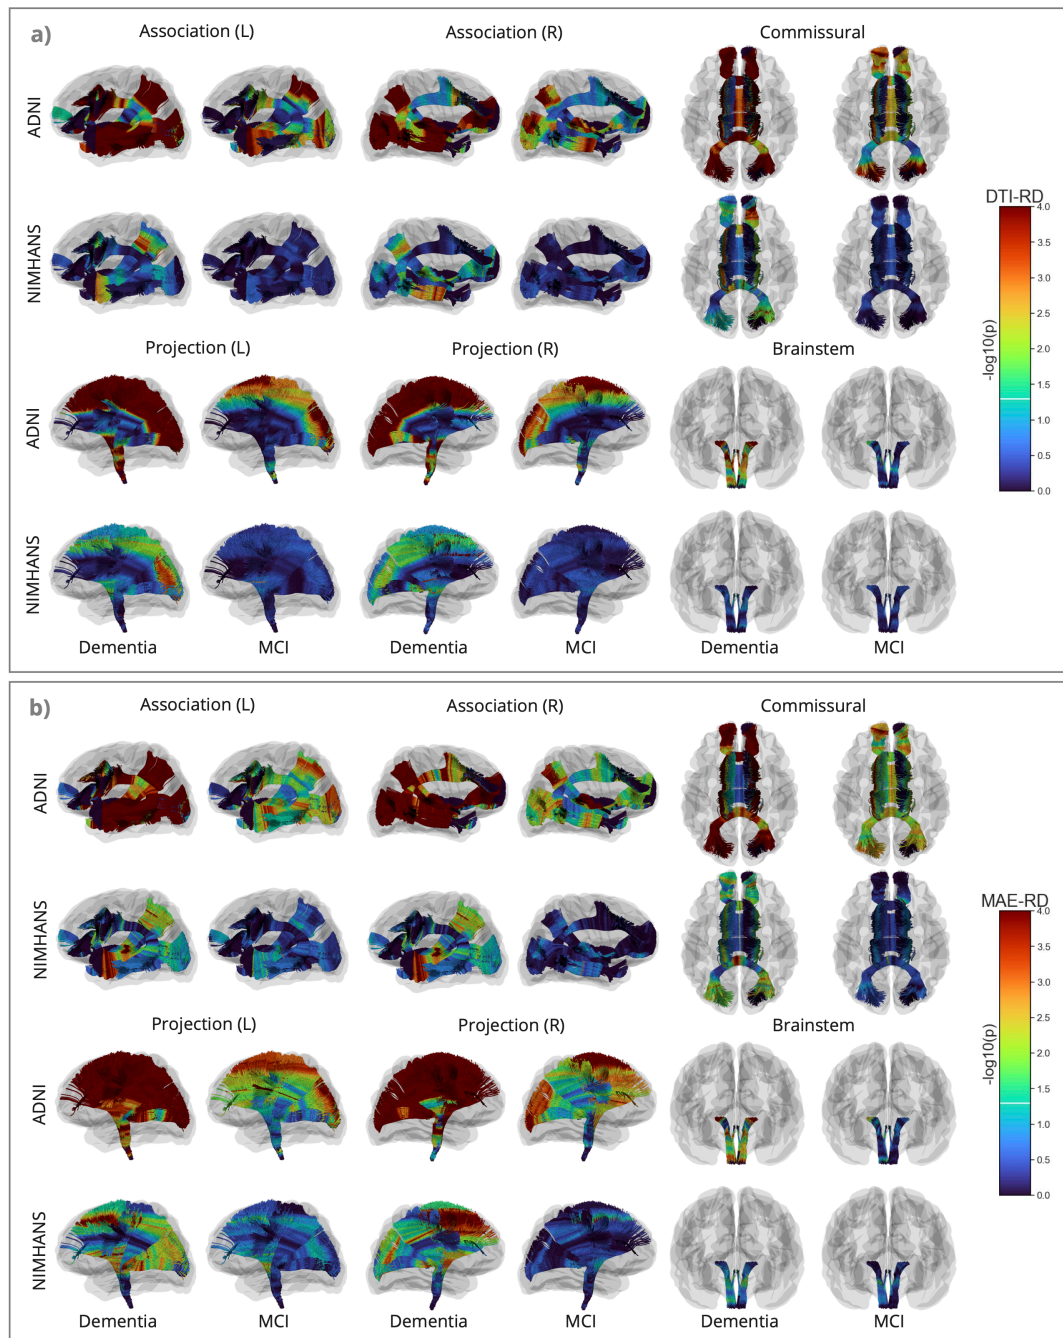 a)
Association (L) Association (R) Commissural
ADNI
NIMHANS
DTI-RD
-log10(p)
4.0
3.5
3.0
2.5
2.0
1.5
1.0
0.5
0.0
Projection (L) Projection (R) Brainstem
ADNI
NIMHANS
Dementia MCI Dementia MCI Dementia MCI
b)
Association (L) Association (R) Commissural
ADNI
NIMHANS
MAE-RD
-log10(p)
4.0
3.5
3.0
2.5
2.0
1.5
1.0
0.5
0.0
Projection (L) Projection (R) Brainstem
ADNI
NIMHANS
Dementia MCI Dementia MCI Dementia MCI